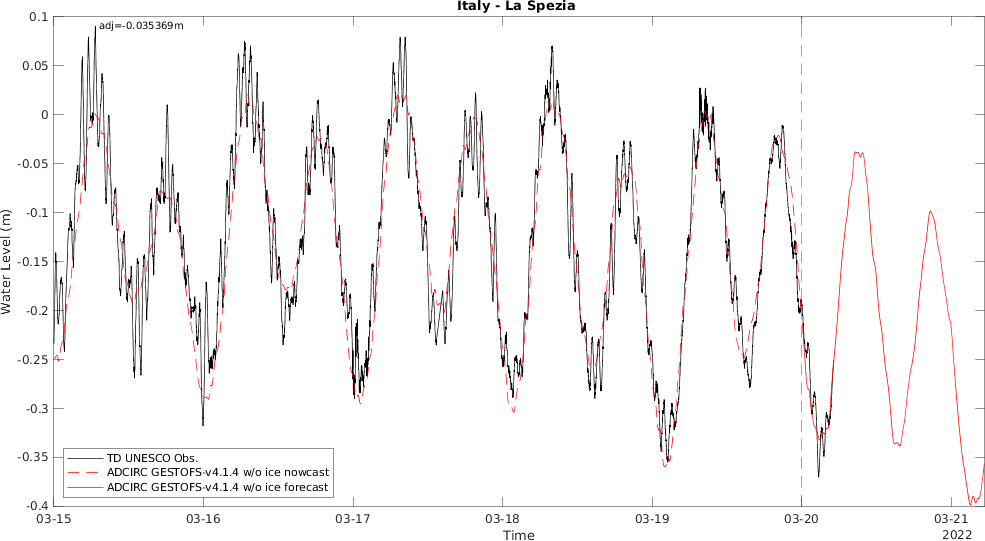 Italy - La Spezia
adj=-0.035369m
0.1
0.05
0
-0.05
-0.1
-0.15
-0.2
-0.25
-0.3
-0.35
-0.4
Water Level (m)
TD UNESCO Obs.
ADCIRC GESTOFS-v4.1.4 w/o ice nowcast
ADCIRC GESTOFS-v4.1.4 w/o ice forecast
03-15 03-16 03-17 03-18 03-19 03-20 03-21
Time
2022